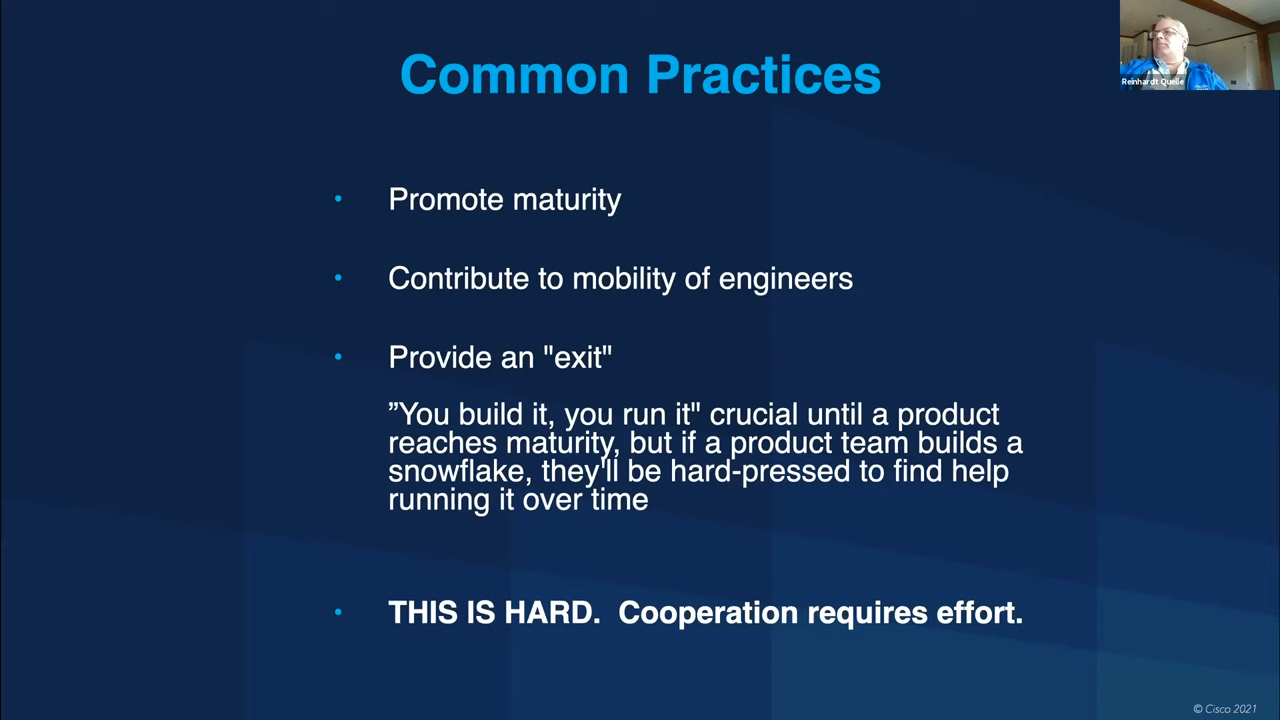 Common Practices
Reinhardt Quelle
• Promote maturity
• Contribute to mobility of engineers
• Provide an "exit"
”You build it, you run it" crucial until a product
reaches maturity, but if a product team builds a
snowflake, they'll be hard-pressed to find help
running it over time
• THIS IS HARD.  Cooperation requires effort.
© Cisco 2021